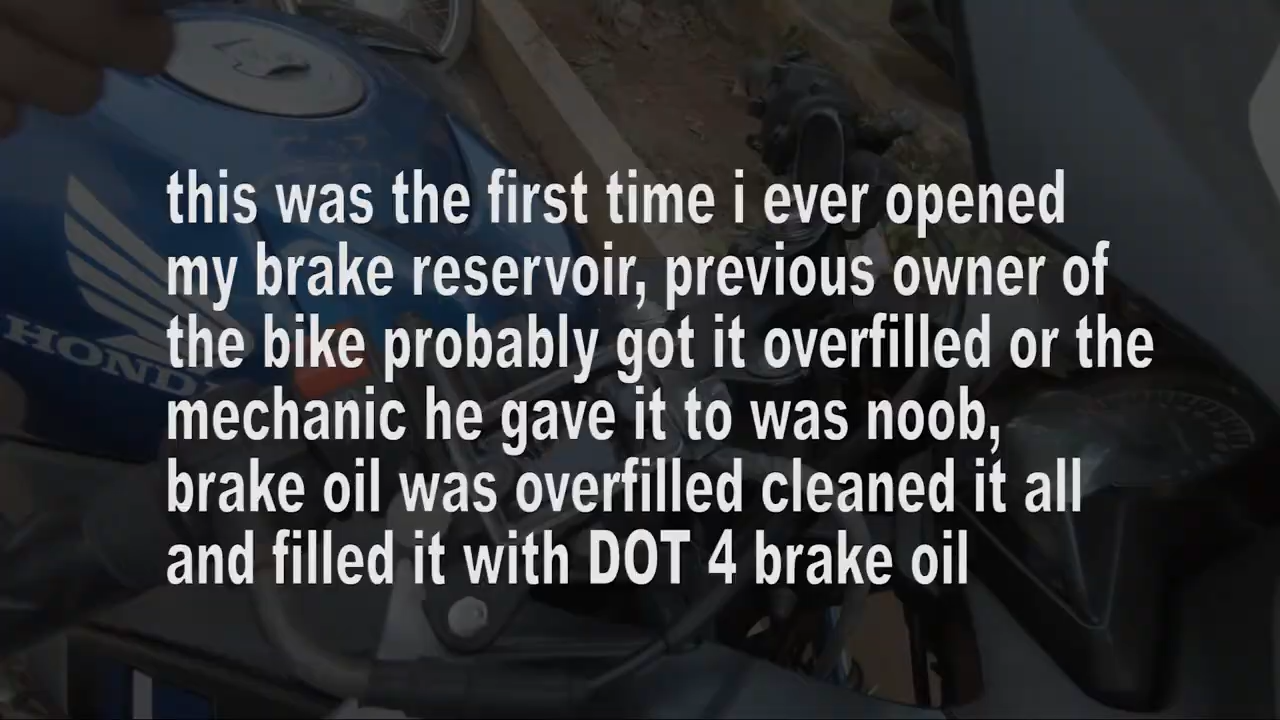 this was the first time i ever opened
my brake reservoir, previous owner of
the bike probably got it overfilled or the
mechanic he gave it to was noob,
brake oil was overfilled cleaned it all
and filled it with DOT 4 brake oil
HONDA